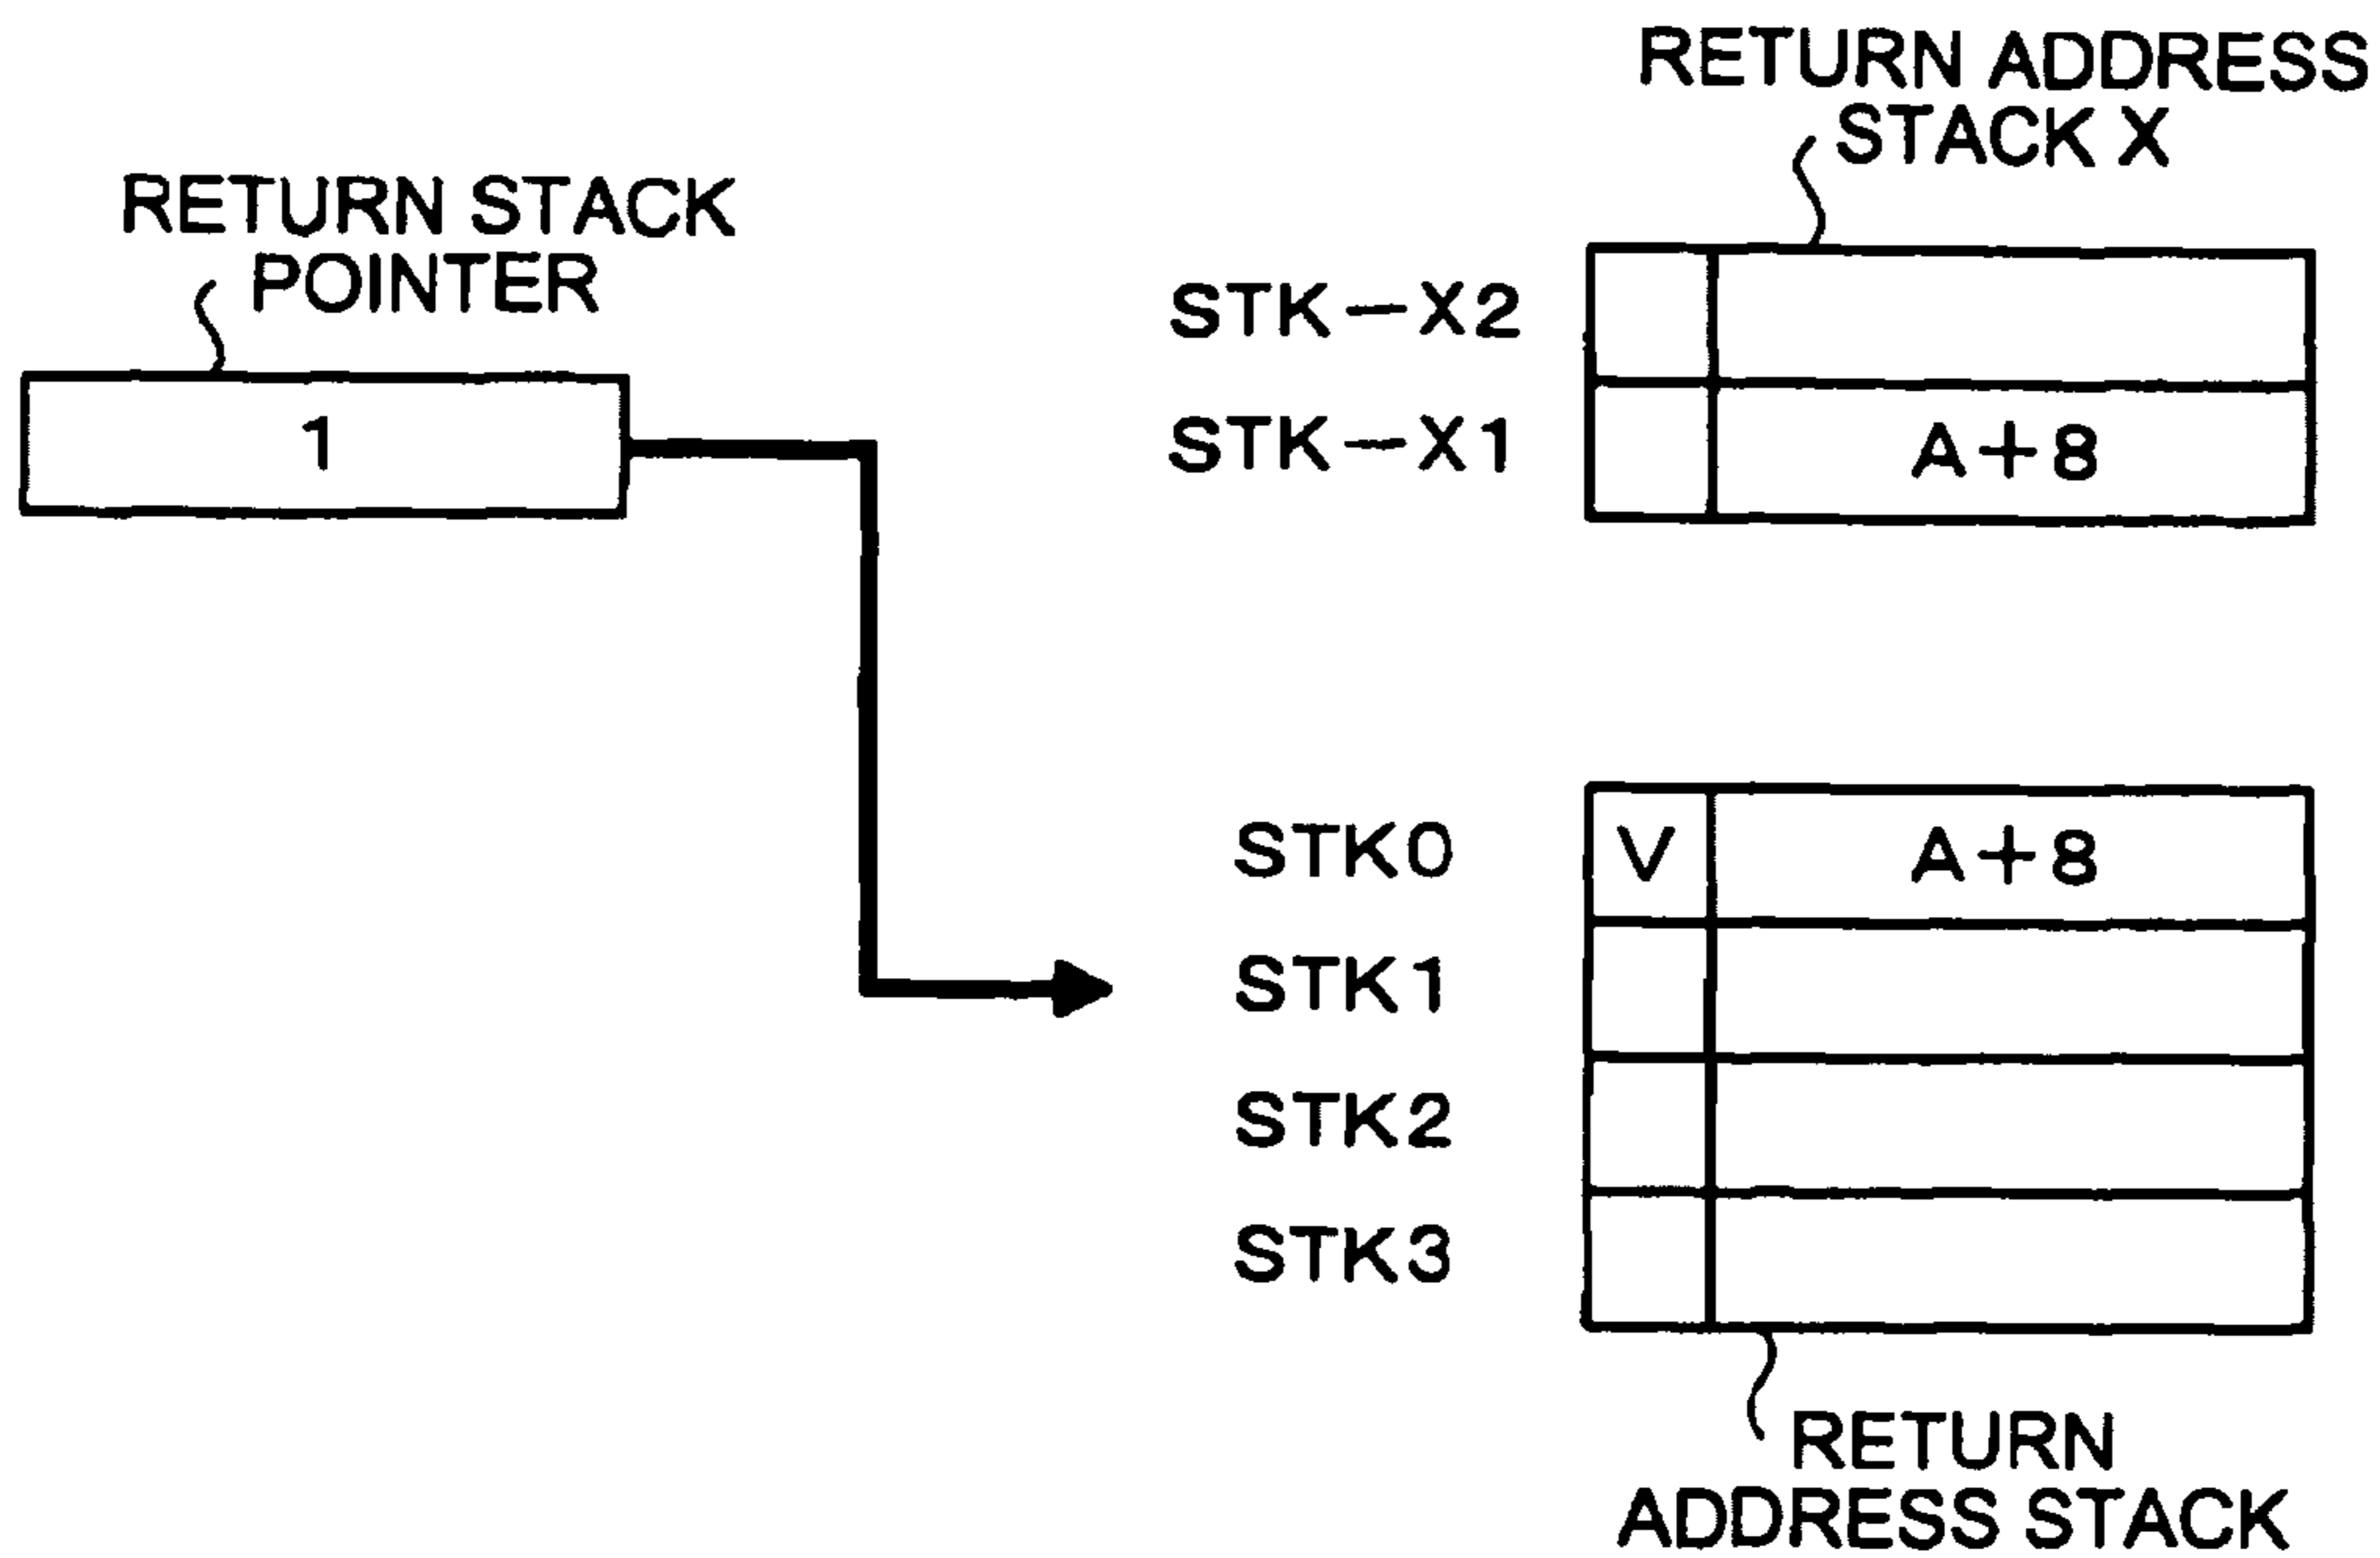 RETURN ADDRESS
STACK X
RETURN STACK
POINTER
1
STK-X2
STK-X1
A+8
STK0
V
A+8
STK1
STK2
STK3
RETURN
ADDRESS STACK